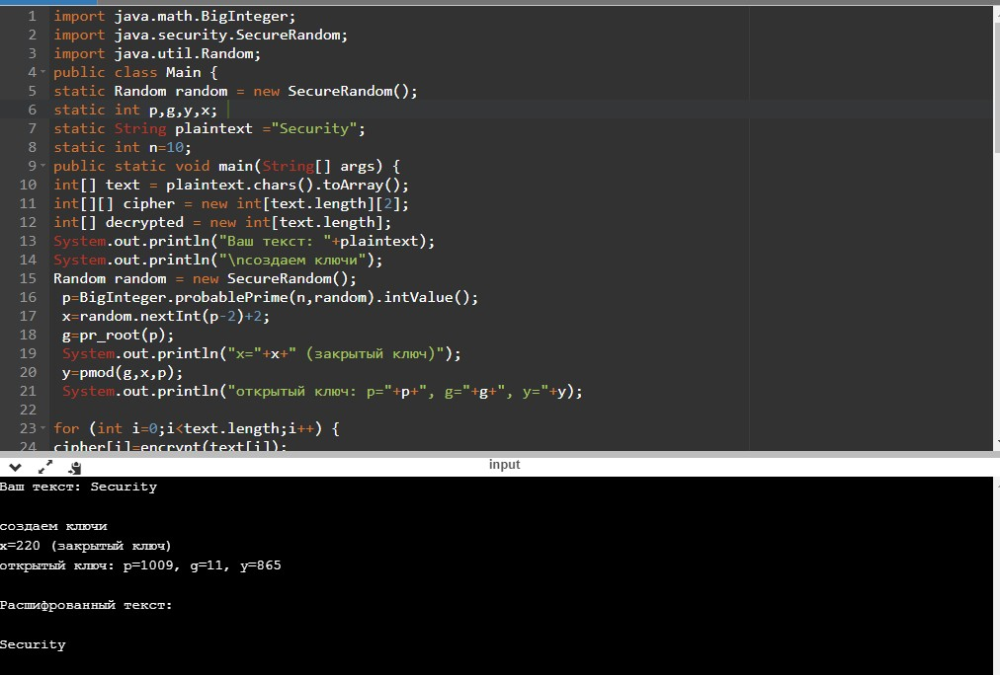 1 import java.math.BigInteger;
2 import java.security.SecureRandom;
3 import java.util.Random;
4 public class Main {
5 static Random random = new SecureRandom();
6 static int p,g,y,x;
7 static String plaintext ="Security";
8 static int n=10;
9 public static void main(String[] args) {
10 int[] text = plaintext.chars().toArray();
11 int[][] cipher = new int[text.length][2];
12 int[] decrypted = new int[text.length];
13 System.out.println("Ваш текст: "+plaintext);
14 System.out.println("\nсоздаем ключи");
15 Random random = new SecureRandom();
16 p=BigInteger.probablePrime(n,random).intValue();
17 x=random.nextInt(p-2)+2;
18 g=pr_root(p);
19 System.out.println("x="+x+" (закрытый ключ)");
20 y=pmod(g,x,p);
21 System.out.println("открытый ключ: p="+p+", g="+g+", y="+y);
22
23 for (int i=0;i<text.length;i++) {
24 cipher[i]=encrypt(text[i]);
input
Ваш текст: Security
создаем ключи
x=220 (закрытый ключ)
открытый ключ: p=1009, g=11, y=865
Расшифрованный текст:
Security